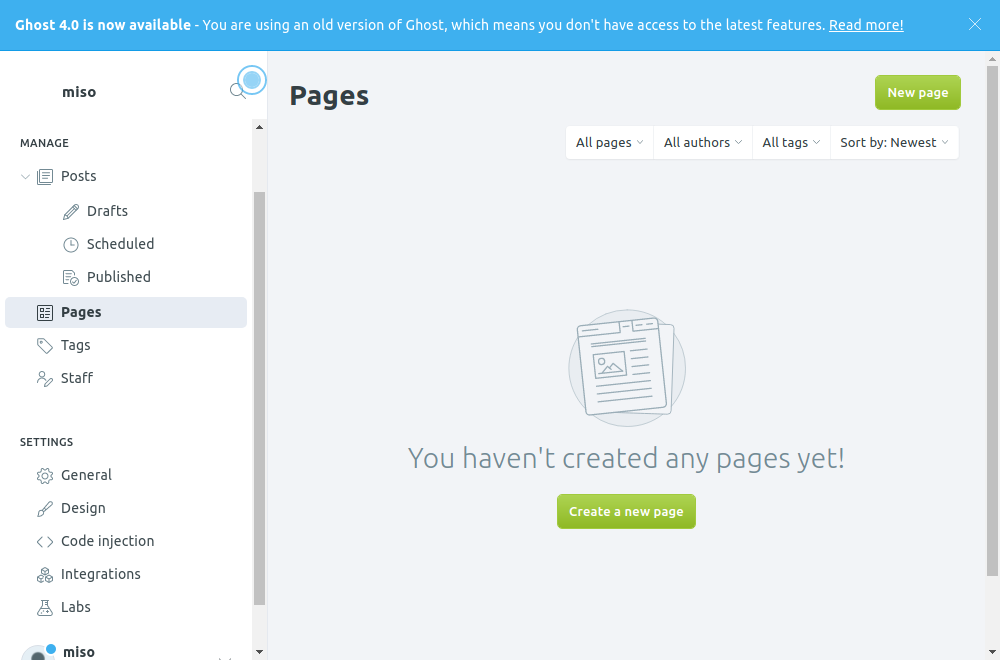 Ghost 4.0 is now available - You are using an old version of Ghost, which means you don't have access to the latest features. Read more!
miso
MANAGE
Posts
Drafts
Scheduled
Published
Pages
Tags
Staff
SETTINGS
General
Design
Code injection
Integrations
Labs
miso
Pages
New page
All pages
All authors
All tags
Sort by: Newest
You haven't created any pages yet!
Create a new page